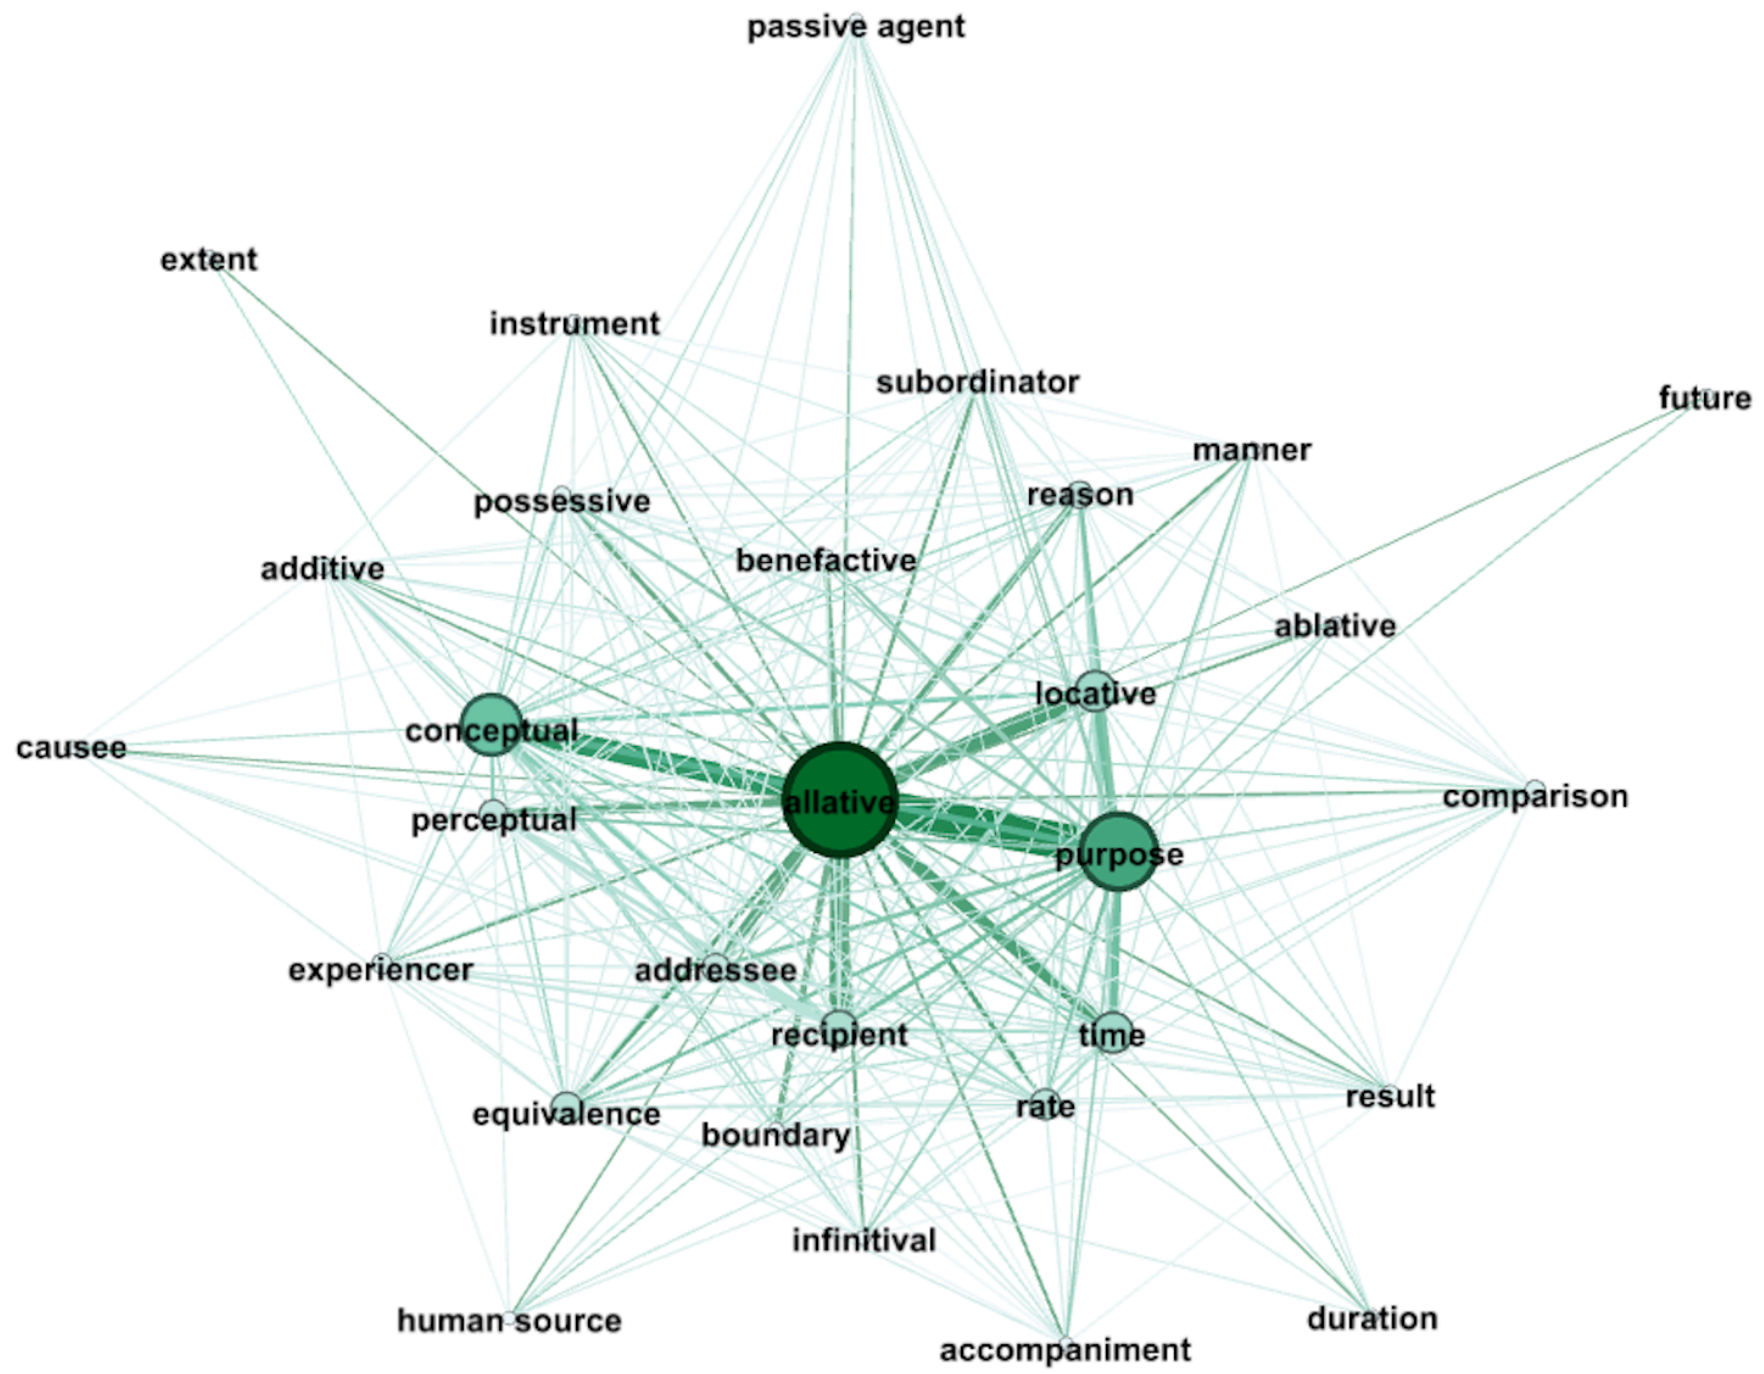 passive agent
extent
instrument
subordinator
future
manner
reason
possessive
benefactive
additive
ablative
locative
conceptual
causee
allative
comparison
perceptual
purpose
experiencer
addressee
recipient
time
result
rate
equivalence
boundary
infinitival
human source
duration
accompaniment